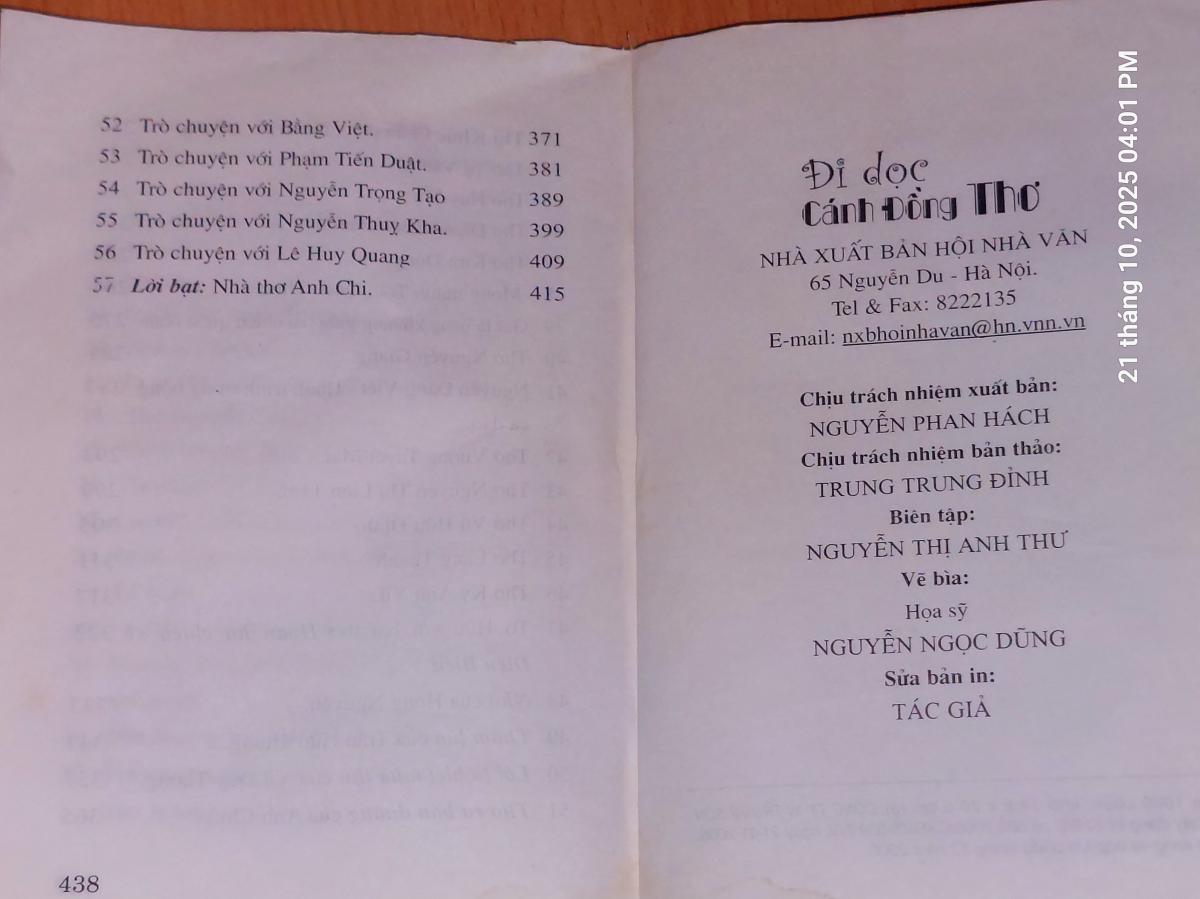 52 Trò chuyện với Bằng Việt. 371
53 Trò chuyện với Phạm Tiến Duật. 381
54 Trò chuyện với Nguyễn Trọng Tạo 389
55 Trò chuyện với Nguyễn Thuỵ Kha. 399
56 Trò chuyện với Lê Huy Quang 409
57 Lời bạt: Nhà thơ Anh Chi. 415
438
Đi dọc
Cánh Đồng Thơ
NHÀ XUẤT BẢN HỘI NHÀ VĂN
65 Nguyễn Du - Hà Nội.
Tel & Fax: 8222135
E-mail: nxbhoinhavan@hn.vnn.vn
Chịu trách nhiệm xuất bản:
NGUYỄN PHAN HÁCH
Chịu trách nhiệm bản thảo:
TRUNG TRUNG ĐỈNH
Biên tập:
NGUYỄN THỊ ANH THƯ
Vẽ bìa:
Họa sỹ
NGUYỄN NGỌC DŨNG
Sửa bản in:
TÁC GIẢ
21 tháng 10, 2025 04:01 PM